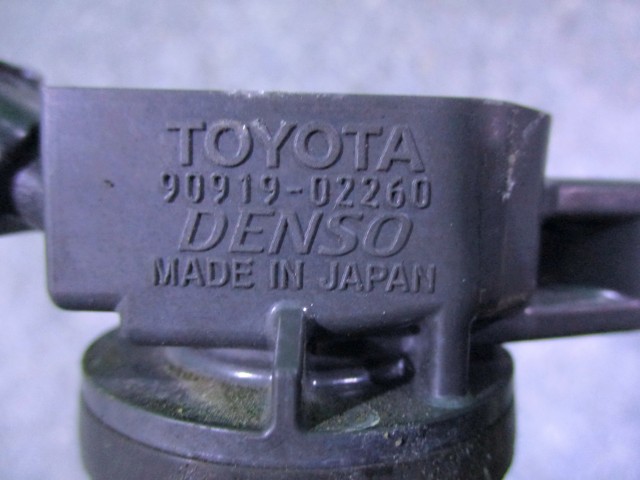 TOYOTA
90919-02260
DENSO
MADE IN JAPAN